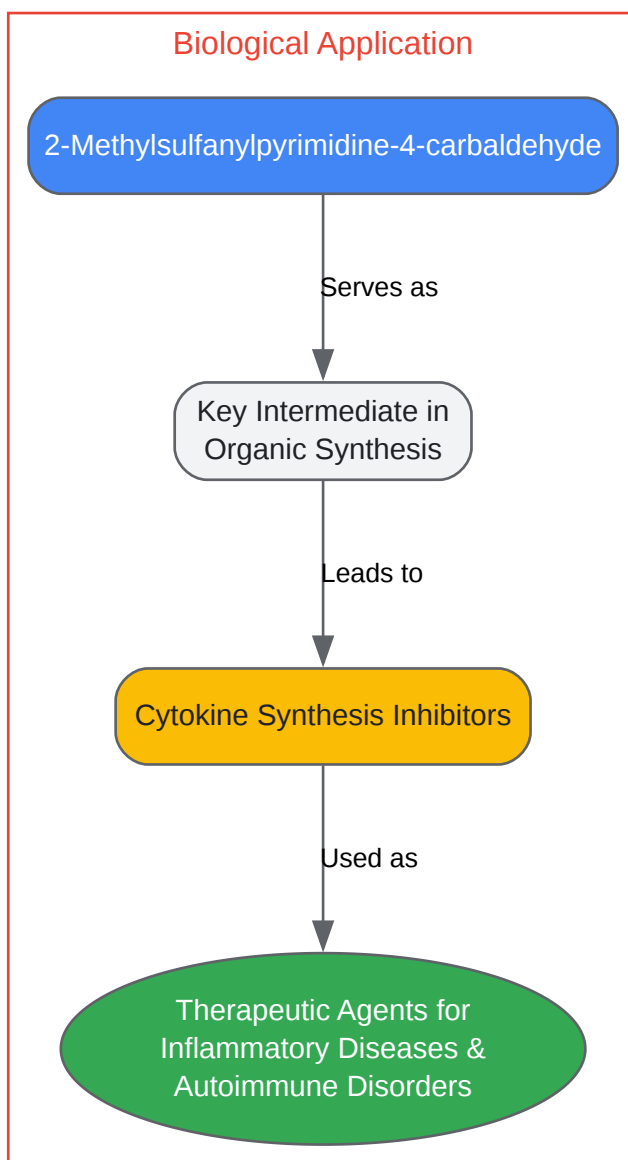 Biological Application
2-Methylsulfanylpyrimidine-4-carbaldehyde
Serves as
Key Intermediate in
Organic Synthesis
Leads to
Cytokine Synthesis Inhibitors
Used as
Therapeutic Agents for
Inflammatory Diseases &
Autoimmune Disorders